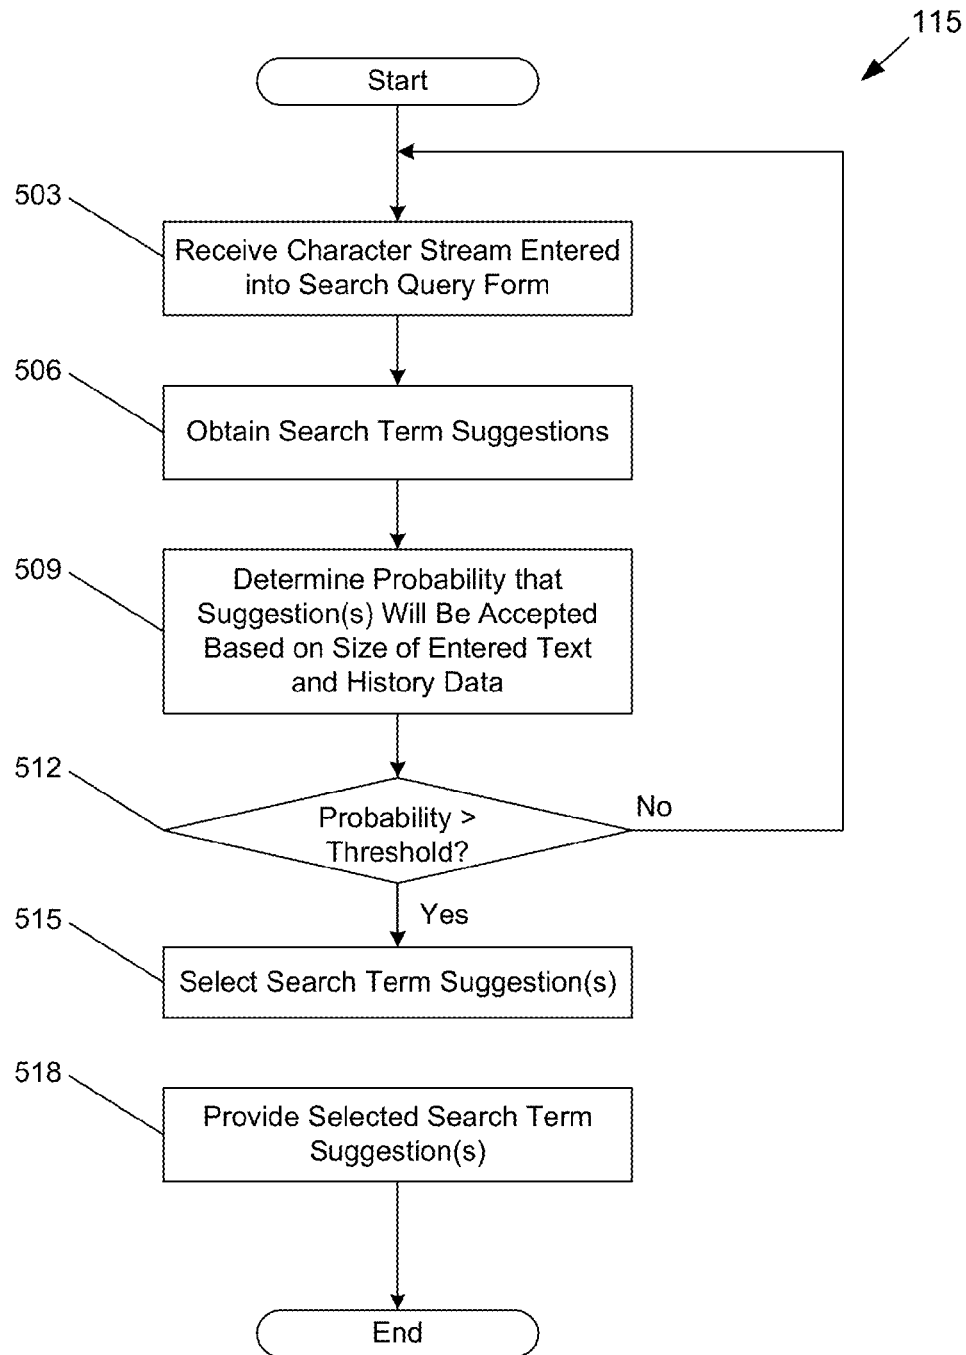 115
Start
503
Receive Character Stream Entered
into Search Query Form
506
Obtain Search Term Suggestions
509
Determine Probability that
Suggestion(s) Will Be Accepted
Based on Size of Entered Text
and History Data
512
Probability >
Threshold?
No
Yes
515
Select Search Term Suggestion(s)
518
Provide Selected Search Term
Suggestion(s)
End